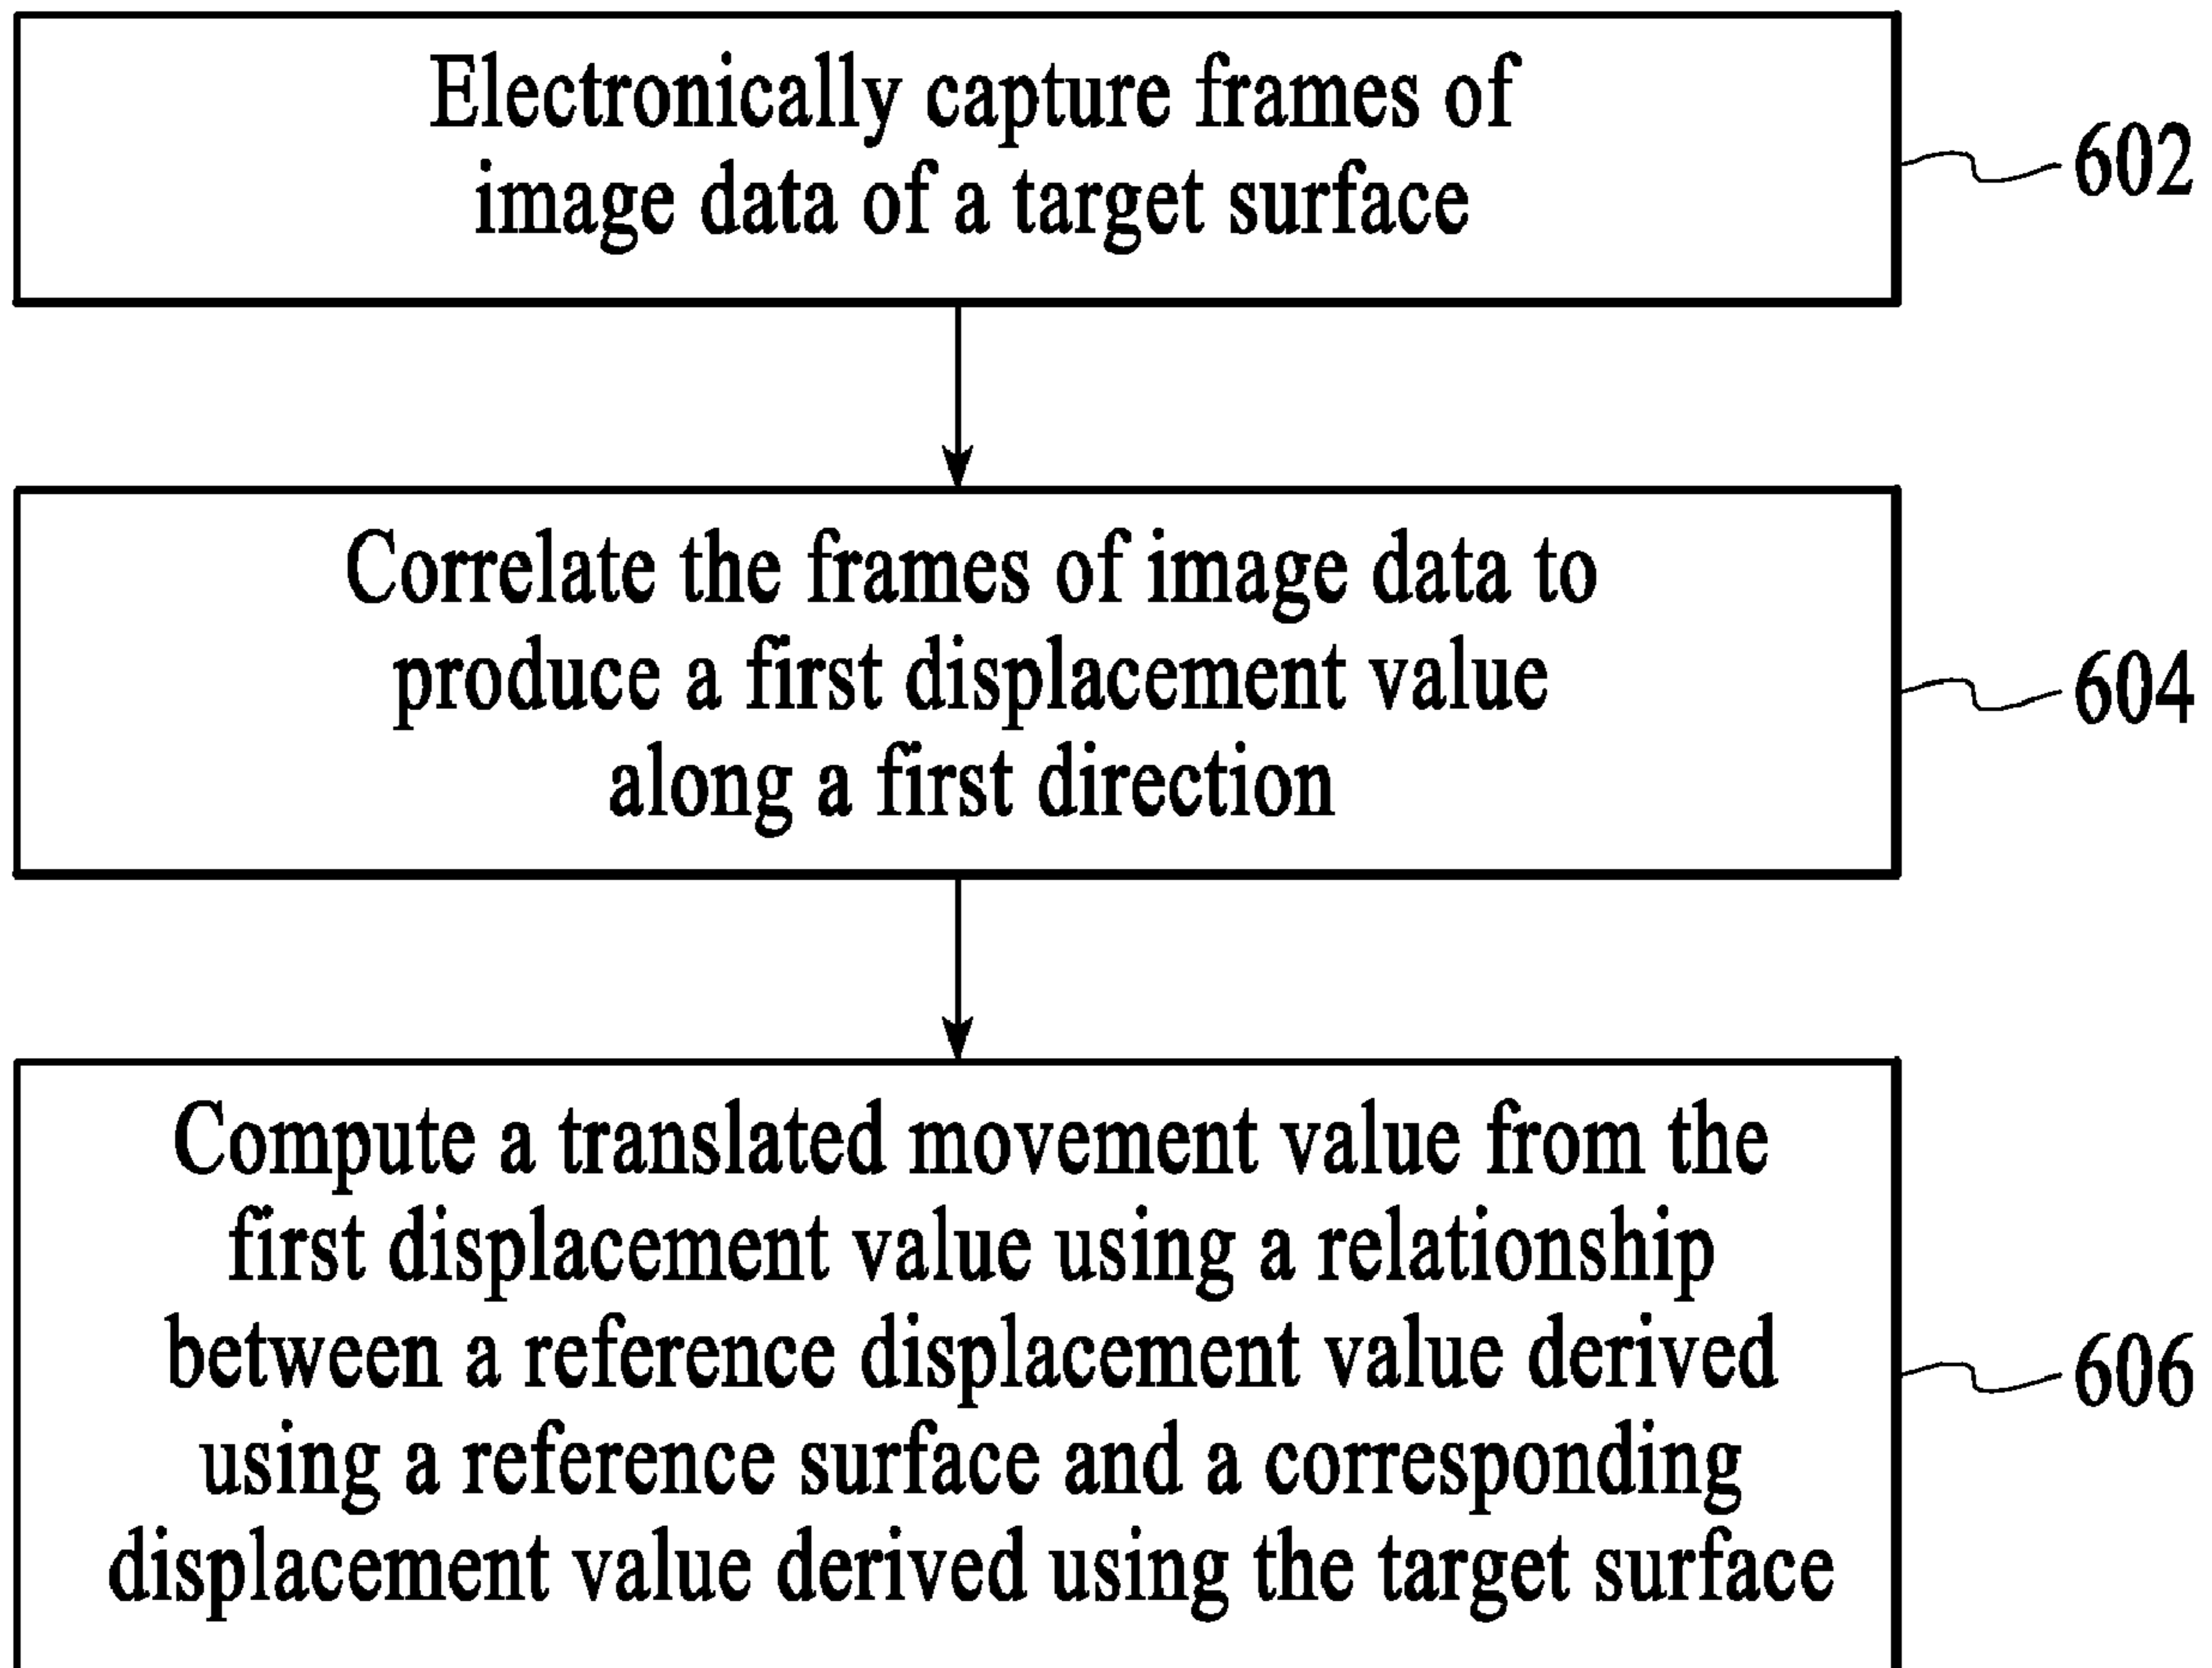 Electronically capture frames of
image data of a target surface
602
Correlate the frames of image data to
produce a first displacement value
along a first direction
604
Compute a translated movement value from the
first displacement value using a relationship
between a reference displacement value derived
using a reference surface and a corresponding
displacement value derived using the target surface
606